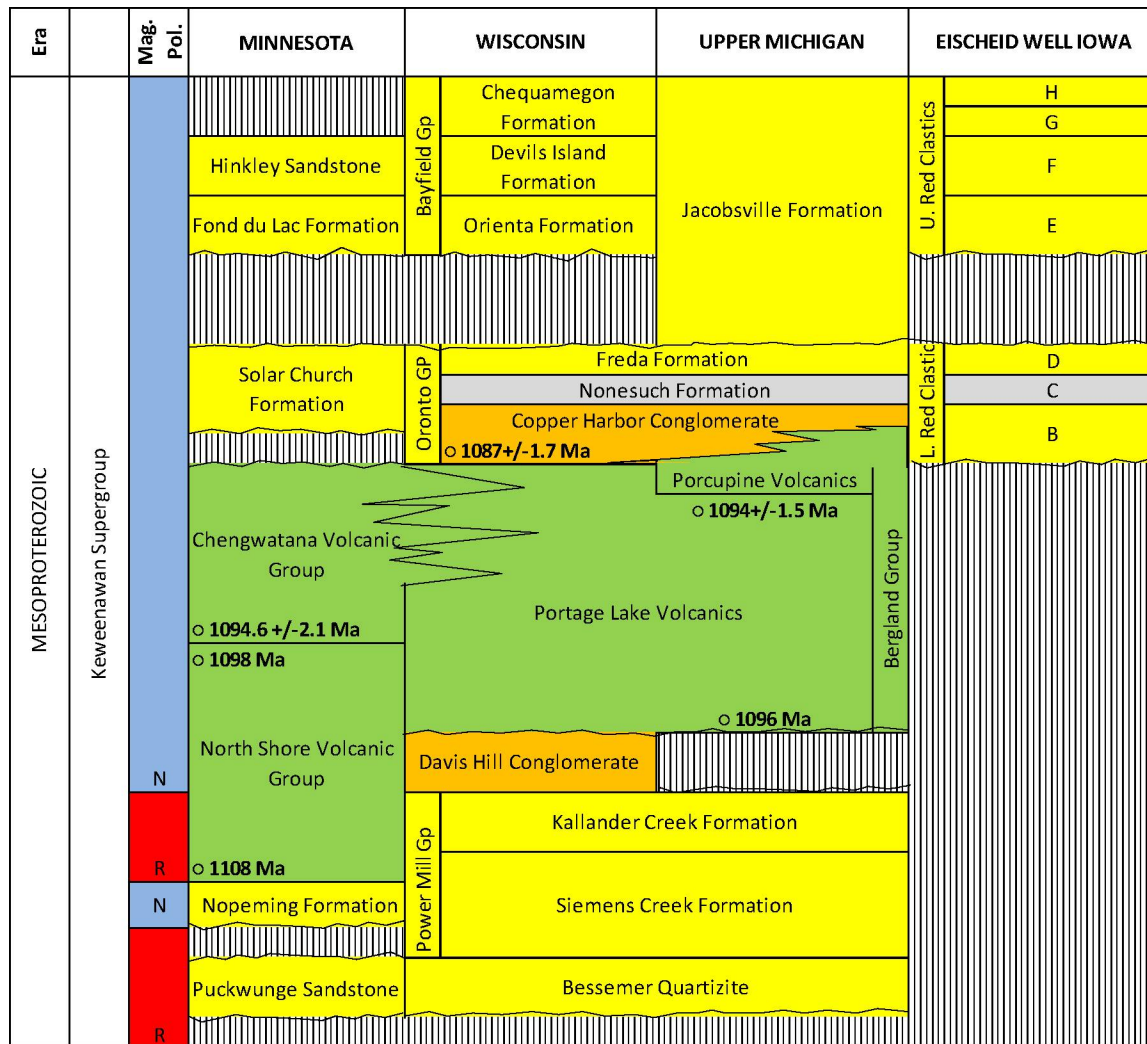 Era
Mag.
Pol.
MINNESOTA
WISCONSIN
UPPER MICHIGAN
EISCHEID WELL IOWA
MESOPROTEROZOIC
Keweenawan Supergroup
N
R
N
R
Hinkley Sandstone
Fond du Lac Formation
Solar Church
Formation
Chengwatana Volcanic
Group
1094.6 +/-2.1 Ma
1098 Ma
North Shore Volcanic
Group
1108 Ma
Nopeming Formation
Puckwunge Sandstone
Bayfield Gp
Chequamegon
Formation
Devils Island
Formation
Orienta Formation
Jacobsville Formation
Oronto GP
Freda Formation
Nonesuch Formation
Copper Harbor Conglomerate
1087+/-1.7 Ma
Porcupine Volcanics
1094+/-1.5 Ma
Portage Lake Volcanics
Bergland Group
1096 Ma
Davis Hill Conglomerate
Power Mill Gp
Kallander Creek Formation
Siemens Creek Formation
Bessemer Quartizite
U. Red Clastics
H
G
F
E
L. Red Clastic
D
C
B